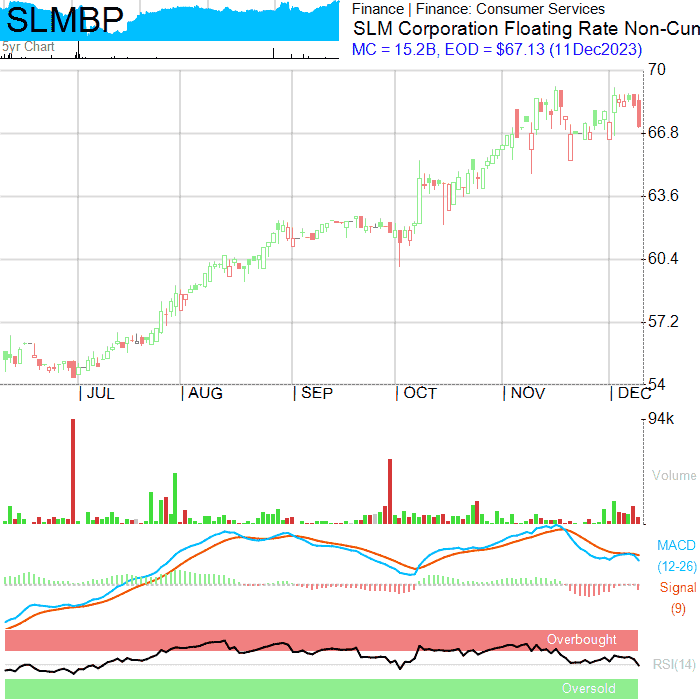 SLMBP
5yr Chart
Finance | Finance: Consumer Services
SLM Corporation Floating Rate Non-Cun
MC = 15.2B, EOD = $67.13 (11Dec2023)
70
66.8
63.6
60.4
57.2
54
| JUL | AUG | SEP | OCT | NOV | DEC
94k
Volume
MACD
(12-26)
Signal
(9)
Overbought
RSI(14)
Oversold